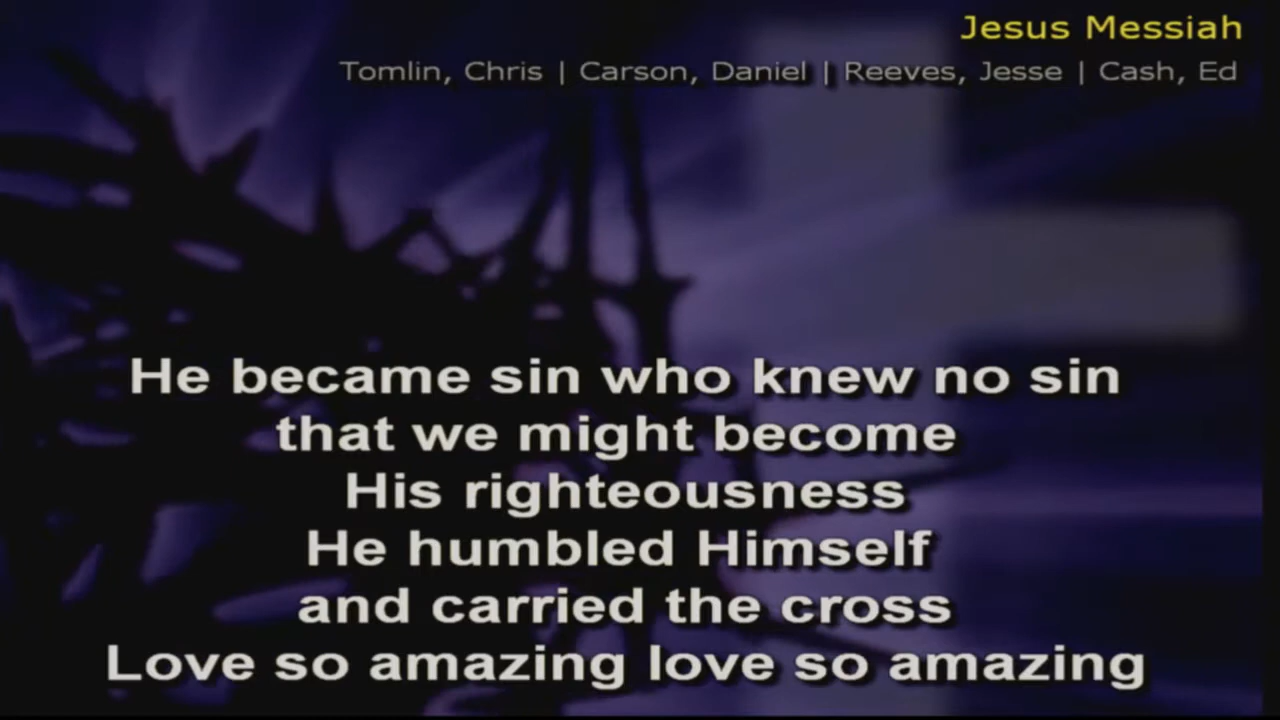 Jesus Messiah
Tomlin, Chris | Carson, Daniel | Reeves, Jesse | Cash, Ed
He became sin who knew no sin
that we might become
His righteousness
He humbled Himself
and carried the cross
Love so amazing love so amazing